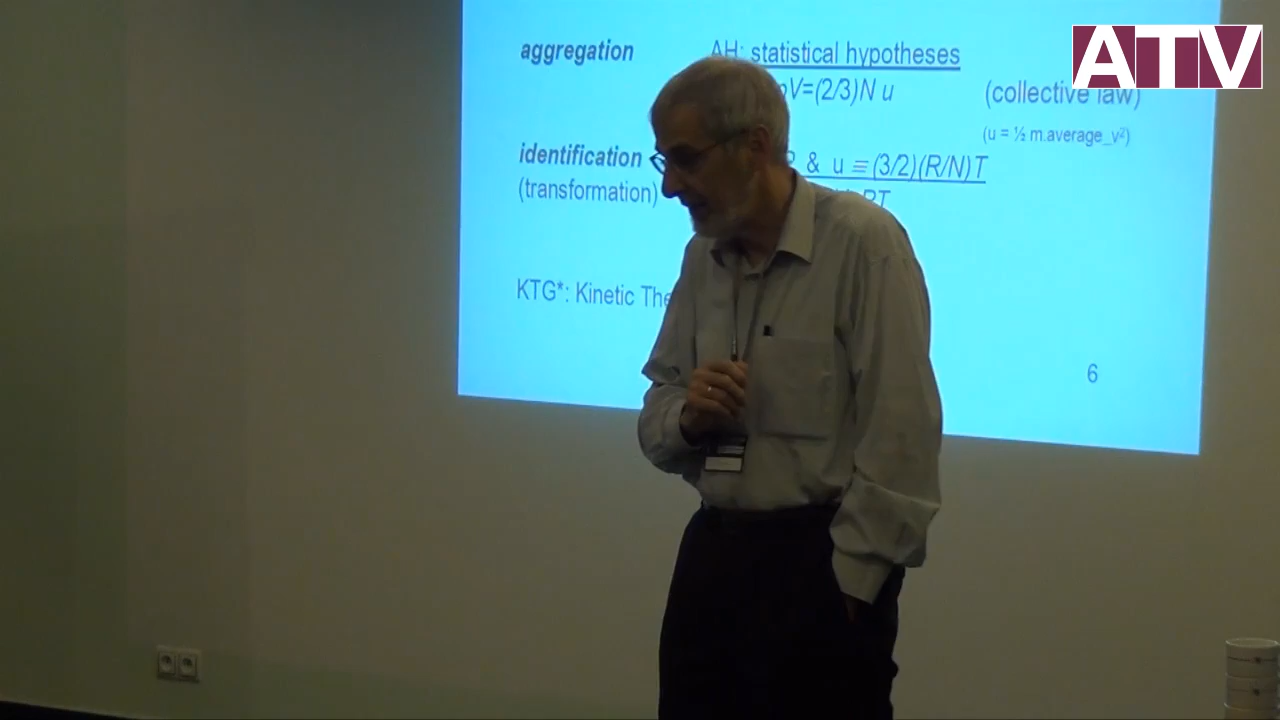 ATV
aggregation AH: statistical hypotheses
V=(2/3)N u (collective law)
(u = ½ m.average_v²)
identification & u ≡ (3/2)(R/N)T
(transformation) RT
KTG*: Kinetic
6